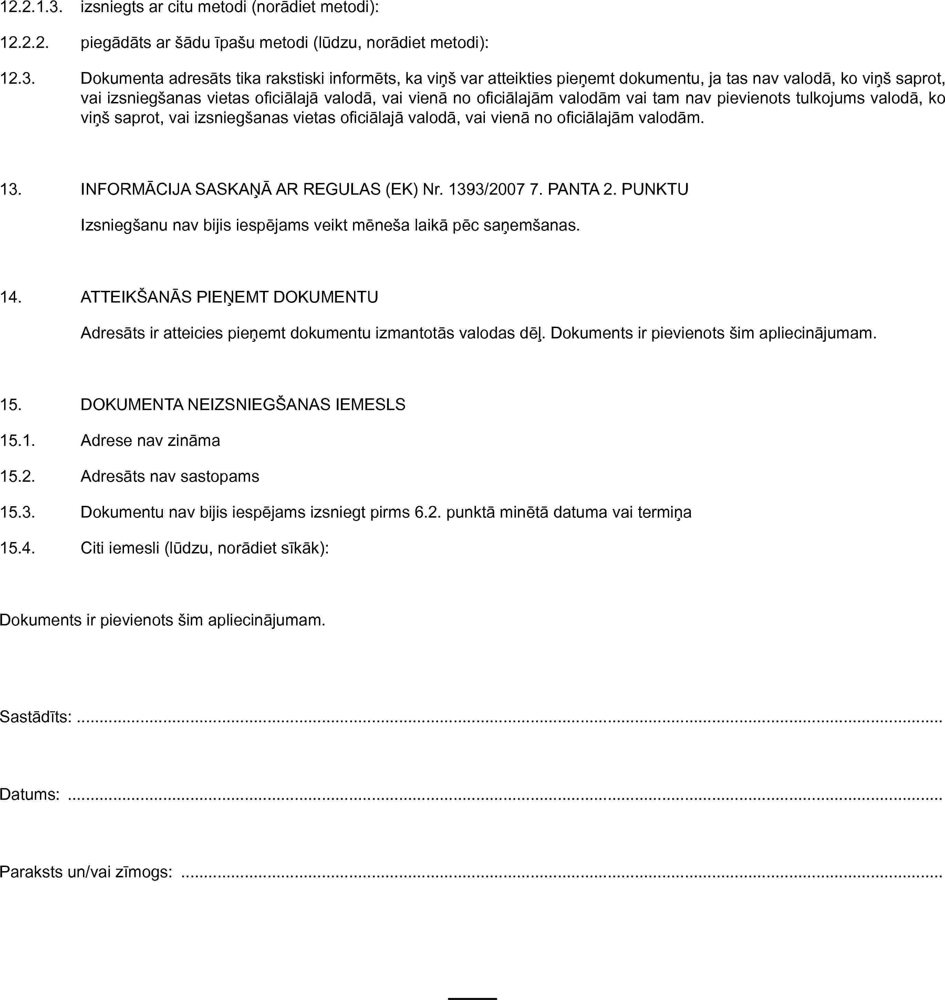 12.2.1.3. izsniegts ar citu metodi (norādiet metodi):
12.2.2. piegādāts ar šādu īpašu metodi (lūdzu, norādiet metodi):
12.3. Dokumenta adresāts tika rakstiski informēts, ka viņš var atteikties pieņemt dokumentu, ja tas nav valodā, ko viņš saprot,
vai izsniegšanas vietas oficiālajā valodā, vai vienā no oficiālajām valodām vai tam nav pievienots tulkojums valodā, ko
viņš saprot, vai izsniegšanas vietas oficiālajā valodā, vai vienā no oficiālajām valodām.
13. INFORMĀCIJA SASKAŅĀ AR REGULAS (EK) Nr. 1393/2007 7. PANTA 2. PUNKTU
Izsniegšanu nav bijis iespējams veikt mēneša laikā pēc saņemšanas.
14. ATTEIKŠANĀS PIEŅEMT DOKUMENTU
Adresāts ir atteicies pieņemt dokumentu izmantotās valodas dēļ. Dokuments ir pievienots šim apliecinājumam.
15. DOKUMENTA NEIZSNIEGŠANAS IEMESLS
15.1. Adrese nav zināma
15.2. Adresāts nav sastopams
15.3. Dokumentu nav bijis iespējams izsniegt pirms 6.2. punktā minētā datuma vai termiņa
15.4. Citi iemesli (lūdzu, norādiet sīkāk):
Dokuments ir pievienots šim apliecinājumam.
Sastādīts: ................................................................................
Datums: ................................................................................
Paraksts un/vai zīmogs: ................................................................................